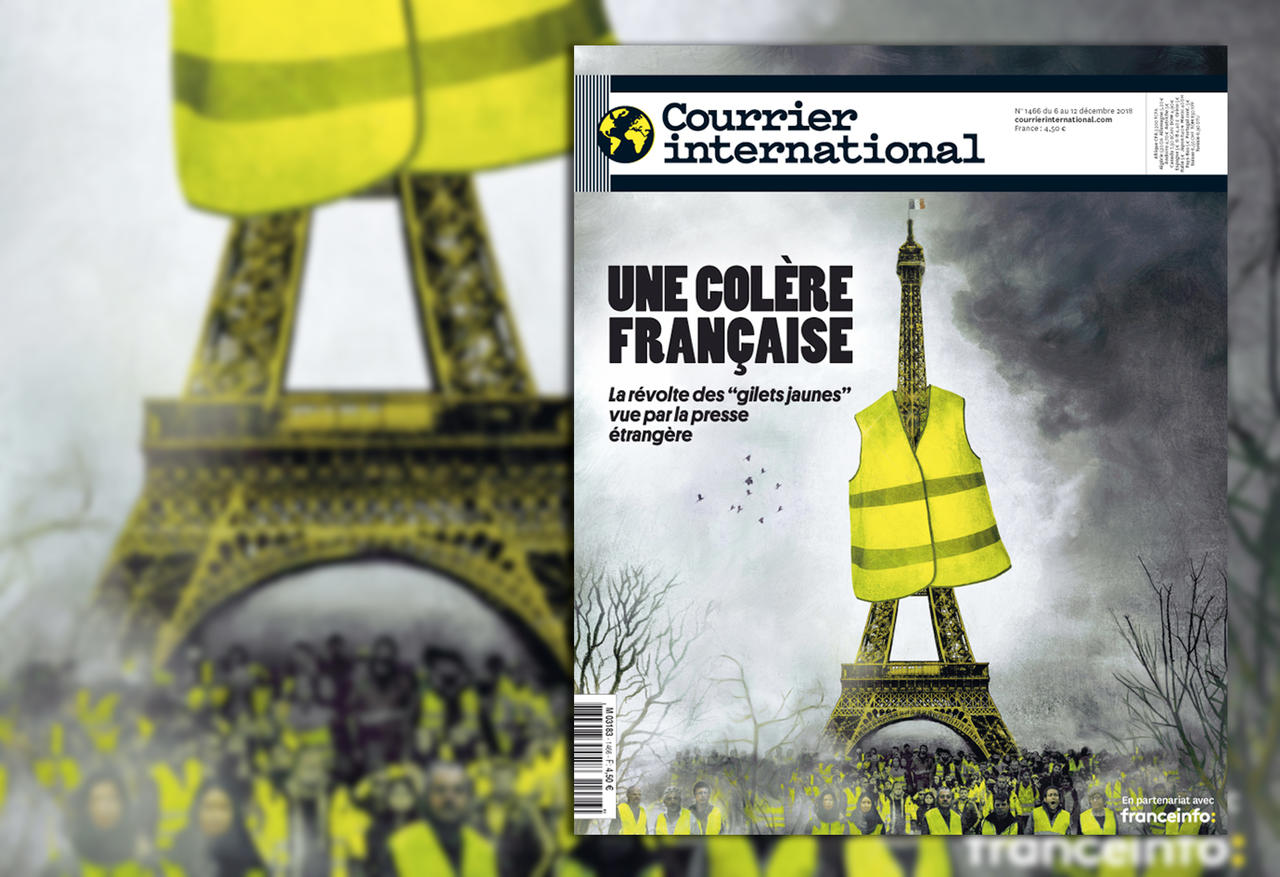 Courrier
international
N° 1466 du 6 au 12 décembre 2018
courrierinternational.com
France : 4,50 €
UNE COLÈRE
FRANÇAISE
La révolte des “gilets jaunes”
vue par la presse
étrangère
M 03183 - 1466 - F: 4,50 €
En partenariat avec
franceinfo:
franceinfo: